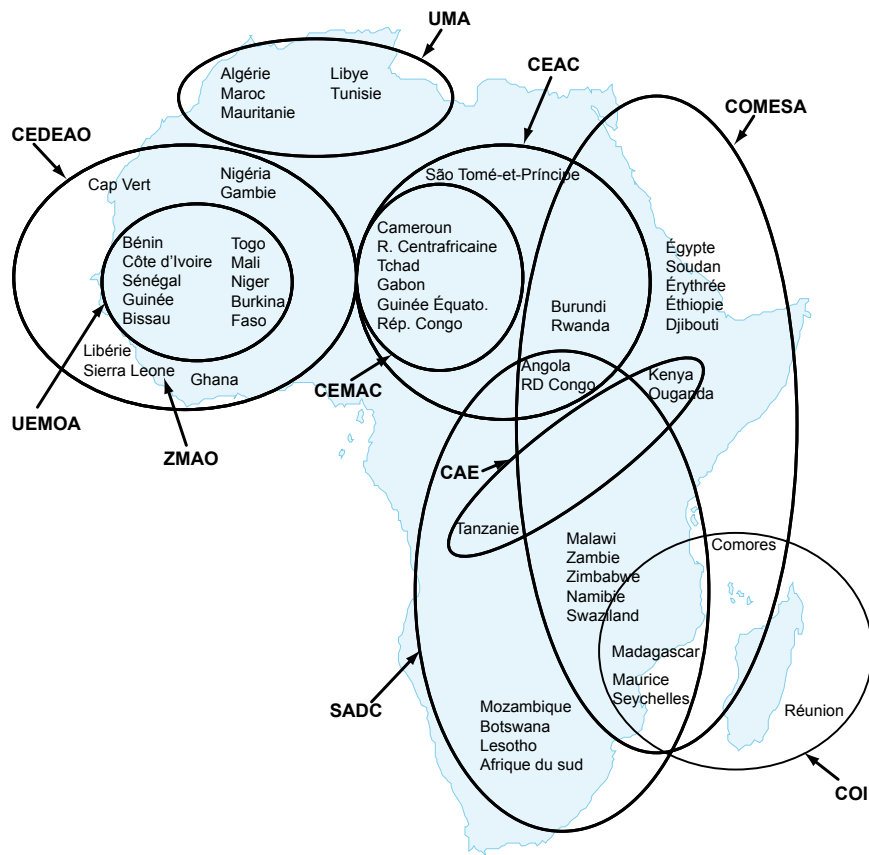 UMA
Algérie Libye
Maroc Tunisie
Mauritanie
CEAC
COMESA
CEDEAO
Cap Vert
Nigéria
Gambie
São Tomé-et-Príncipe
Bénin Togo
Côte d'Ivoire Mali
Sénégal Niger
Guinée Burkina
Bissau Faso
Cameroun
R. Centrafricaine
Tchad
Gabon
Guinée Équato.
Rép. Congo
Égypte
Soudan
Érythrée
Éthiopie
Djibouti
Burundi
Rwanda
Libérie
Sierra Leone
Ghana
Angola
RD Congo
Kenya
Ouganda
UEMOA
ZMAO
CEMAC
CAE
Tanzanie
Malawi
Zambie
Zimbabwe
Namibie
Swaziland
Comores
Madagascar
Maurice
Seychelles
Réunion
SADC
Mozambique
Botswana
Lesotho
Afrique du sud
COI